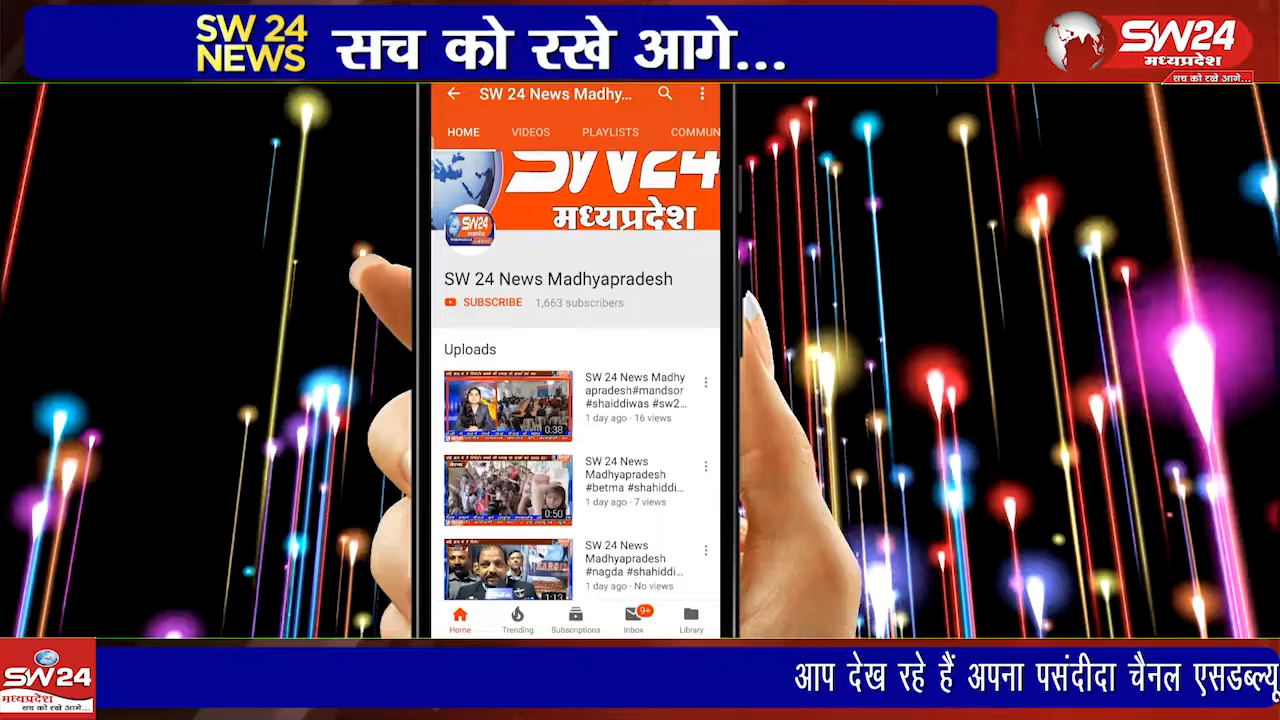 SW 24
NEWS
सच को रखे आगे...
SW24
मध्यप्रदेश
सच को रखे आगे...
SW 24 News Madhy...
HOME VIDEOS PLAYLISTS COMMUN
SW24
मध्यप्रदेश
SW24
SW 24 News Madhyapradesh
SUBSCRIBE 1,663 subscribers
Uploads
SW 24 News Madhy
apradesh#mandsor
#shaiddiwas #sw2...
1 day ago · 16 views
0:38
SW 24 News
Madhyapradesh
#betma #shahiddi...
1 day ago · 7 views
0:50
SW 24 News
Madhyapradesh
#nagda #shahiddi...
1 day ago · No views
1:13
9+
Home Trending Subscriptions Inbox Library
SW24
मध्यप्रदेश
सच को रखे आगे...
आप देख रहे हैं अपना पसंदीदा चैनल एसडब्ल्यू